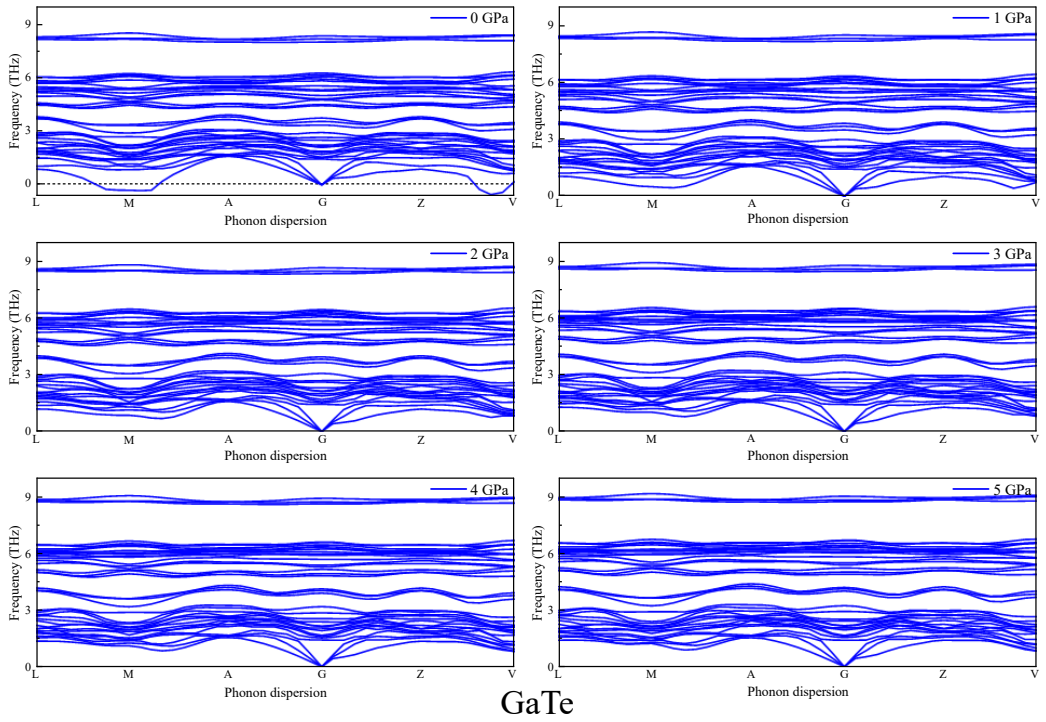 0 GPa
9
6
3
0
Frequency (THz)
L M A G Z V
Phonon dispersion
1 GPa
9
6
3
0
Frequency (THz)
L M A G Z V
Phonon dispersion
2 GPa
9
6
3
0
Frequency (THz)
L M A G Z V
Phonon dispersion
3 GPa
9
6
3
0
Frequency (THz)
L M A G Z V
Phonon dispersion
4 GPa
9
6
3
0
Frequency (THz)
L M A G Z V
Phonon dispersion
5 GPa
9
6
3
0
Frequency (THz)
L M A G Z V
Phonon dispersion
GaTe